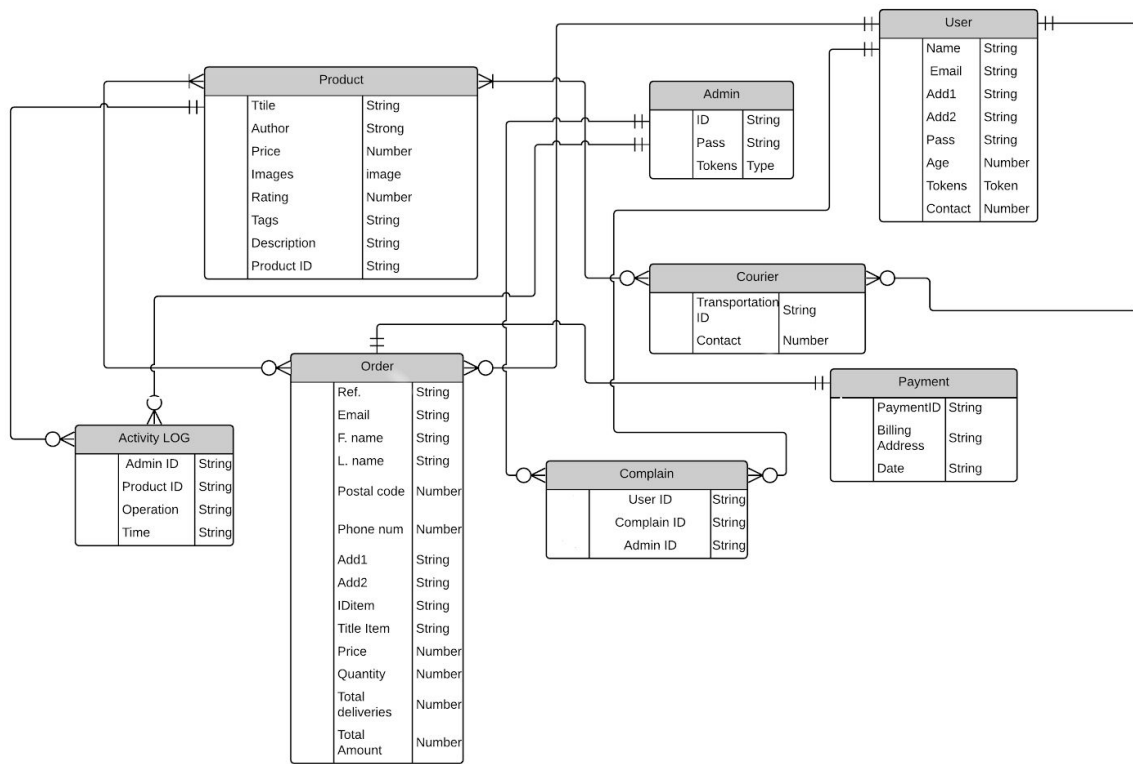 User
Name String
Email String
Add1 String
Add2 String
Pass String
Age Number
Tokens Token
Contact Number
Product
Ttile String
Author Strong
Price Number
Images image
Rating Number
Tags String
Description String
Product ID String
Admin
ID String
Pass String
Tokens Type
Courier
Transportation
ID String
Contact Number
Order
Ref. String
Email String
F. name String
L. name String
Postal code Number
Phone num Number
Add1 String
Add2 String
IDitem String
Title Item String
Price Number
Quantity Number
Total
deliveries Number
Total
Amount Number
Payment
PaymentID String
Billing
Address String
Date String
Activity LOG
Admin ID String
Product ID String
Operation String
Time String
Complain
User ID String
Complain ID String
Admin ID String